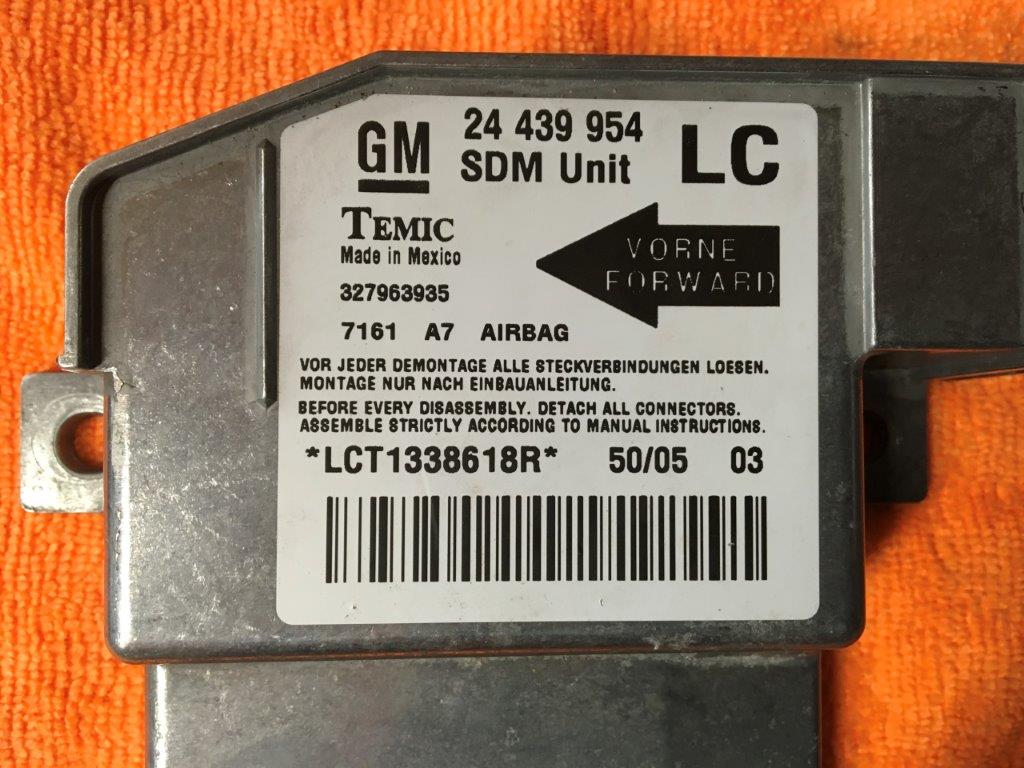 GM 24 439 954 LC
SDM Unit
TEMIC
Made in Mexico
VORNE
FORWARD
327963935
7161 A7 AIRBAG
VOR JEDER DEMONTAGE ALLE STECKVERBINDUNGEN LOESEN.
MONTAGE NUR NACH EINBAUANLEITUNG.
BEFORE EVERY DISASSEMBLY. DETACH ALL CONNECTORS.
ASSEMBLE STRICTLY ACCORDING TO MANUAL INSTRUCTIONS.
*LCT1338618R* 50/05 03